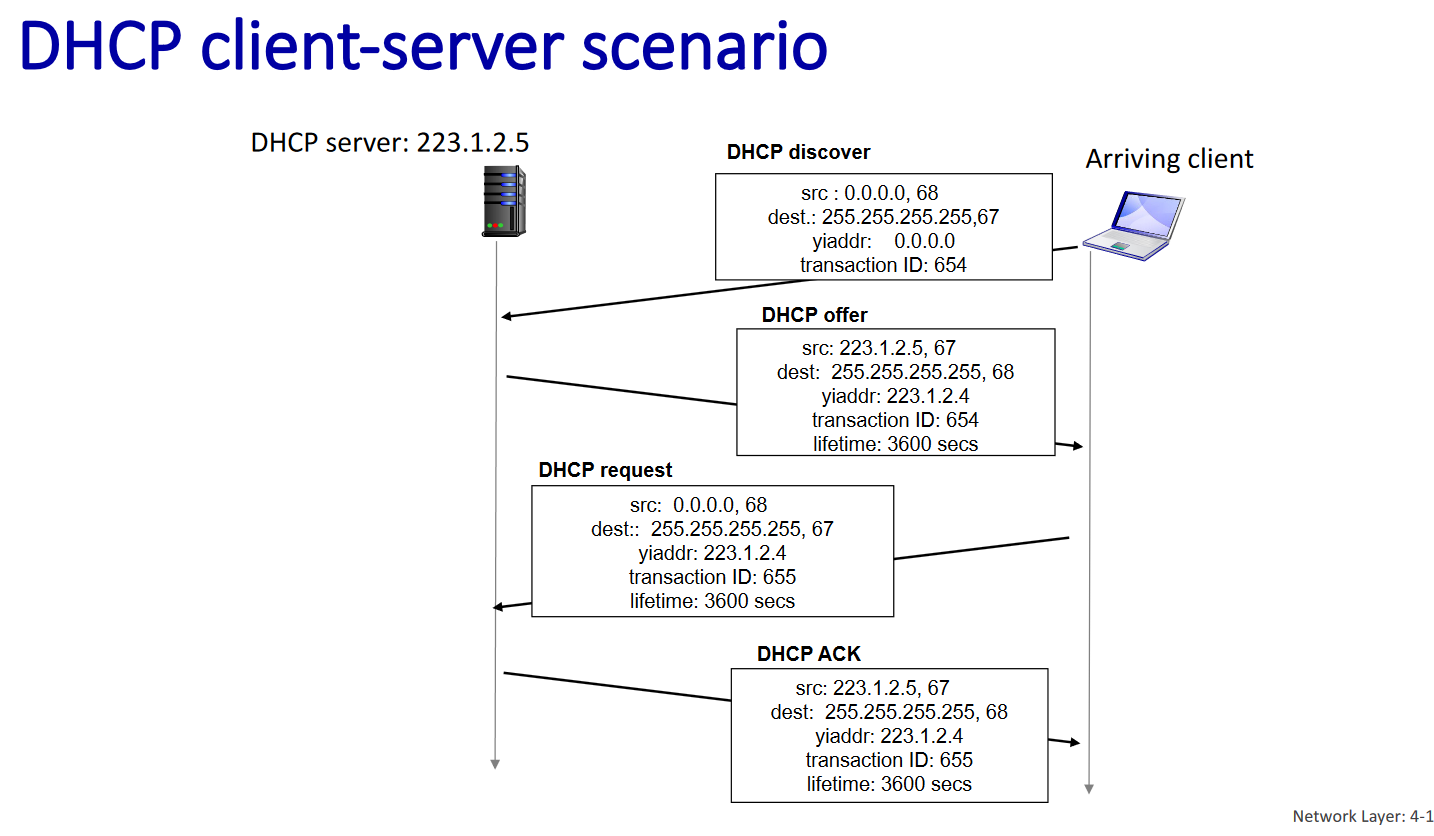 DHCP client-server scenario
DHCP server: 223.1.2.5
DHCP discover
Arriving client
src : 0.0.0.0, 68
dest.: 255.255.255.255,67
yiaddr: 0.0.0.0
transaction ID: 654
DHCP offer
src: 223.1.2.5, 67
dest: 255.255.255.255, 68
yiaddr: 223.1.2.4
transaction ID: 654
lifetime: 3600 secs
DHCP request
src: 0.0.0.0, 68
dest:: 255.255.255.255, 67
yiaddr: 223.1.2.4
transaction ID: 655
lifetime: 3600 secs
DHCP ACK
src: 223.1.2.5, 67
dest: 255.255.255.255, 68
yiaddr: 223.1.2.4
transaction ID: 655
lifetime: 3600 secs
Network Layer: 4-1